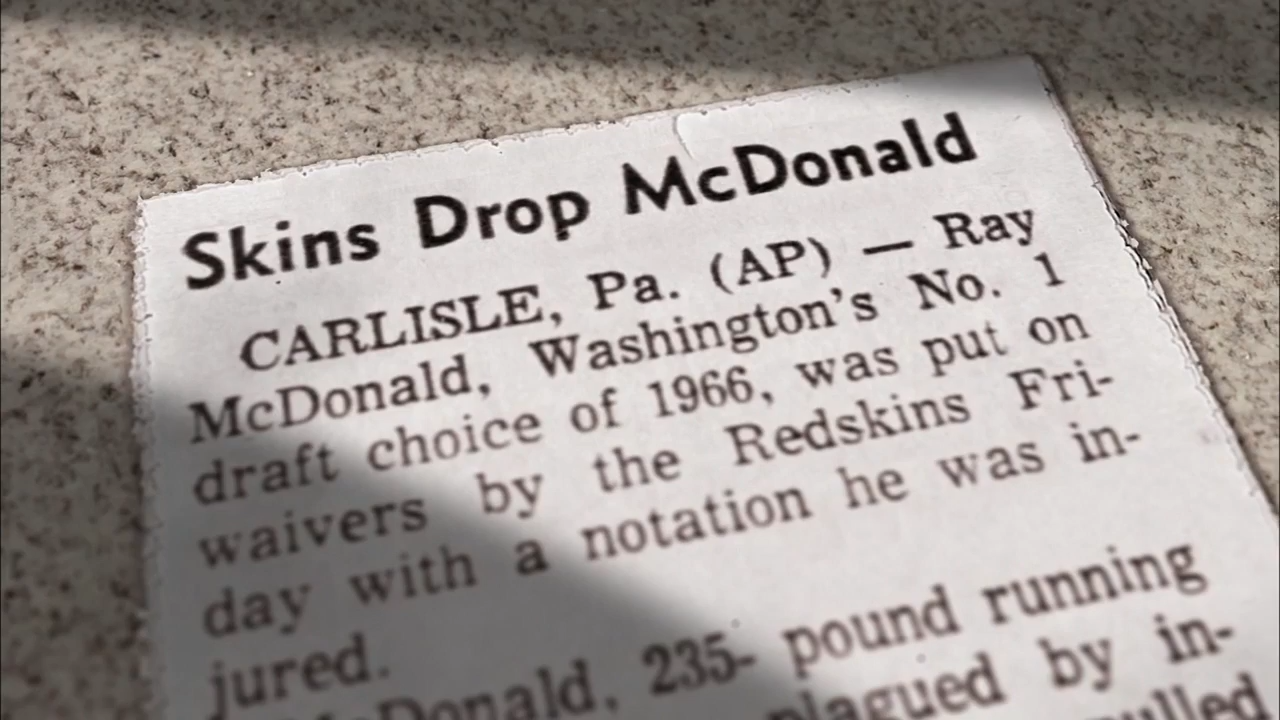 Skins Drop McDonald
CARLISLE, Pa. (AP) — Ray
McDonald, Washington's No. 1
draft choice of 1966, was put on
waivers by the Redskins Fri-
day with a notation he was in-
jured.
McDonald, 235- pound running
plagued by in-
pulled